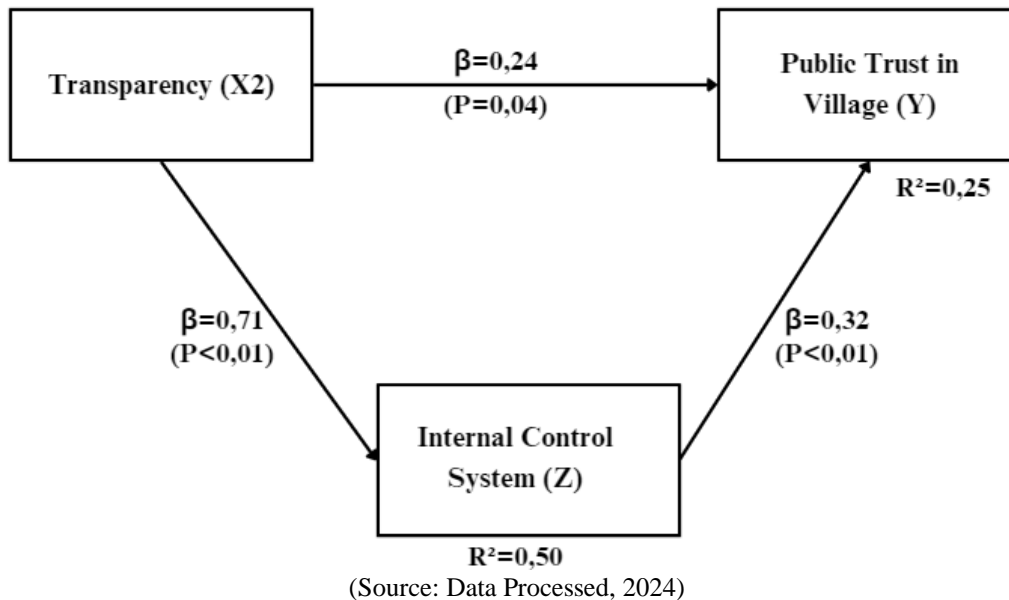 Transparency (X2)
β=0,24
(P=0,04)
Public Trust in
Village (Y)
R²=0,25
β=0,71
(P<0,01)
β=0,32
(P<0,01)
Internal Control
System (Z)
R²=0,50
(Source: Data Processed, 2024)